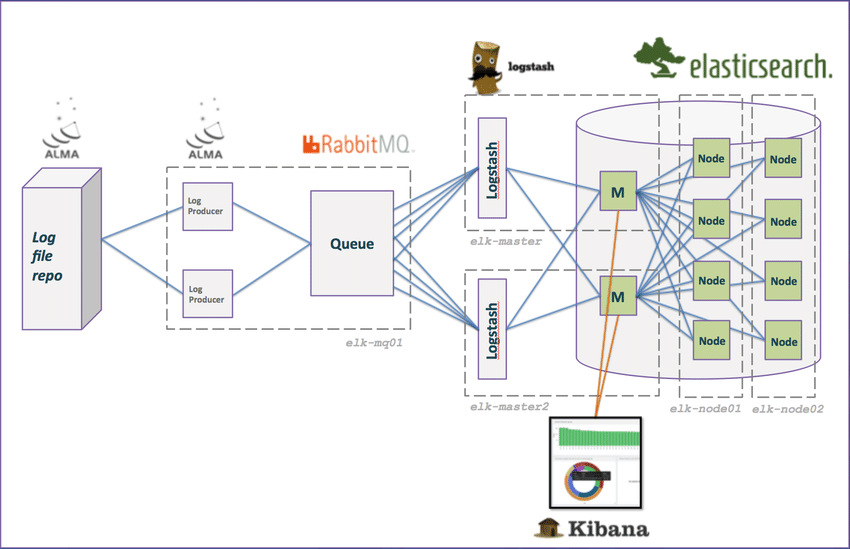 ALMA
Log
file
repo
ALMA
Log
Producer
Log
Producer
RabbitMQ
Queue
elk-mq01
logstash
Logstash
elk-master
Logstash
elk-master2
elasticsearch.
M
M
Node
Node
Node
Node
elk-node01
Node
Node
Node
Node
elk-node02
Kibana